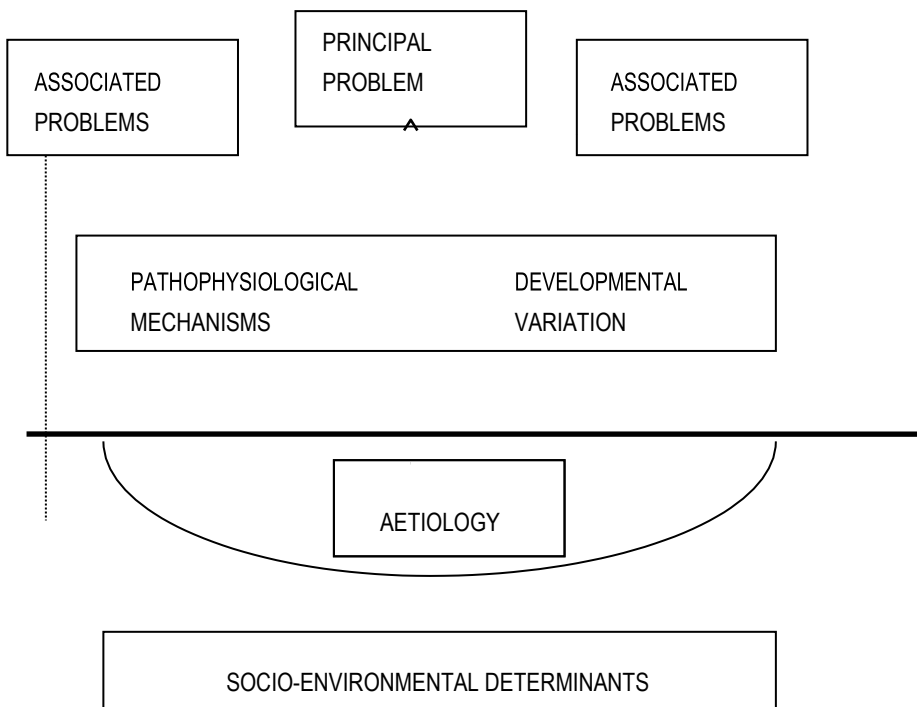 ASSOCIATED
PROBLEMS
PRINCIPAL
PROBLEM
ASSOCIATED
PROBLEMS
PATHOPHYSIOLOGICAL
MECHANISMS
DEVELOPMENTAL
VARIATION
AETIOLOGY
SOCIO-ENVIRONMENTAL DETERMINANTS